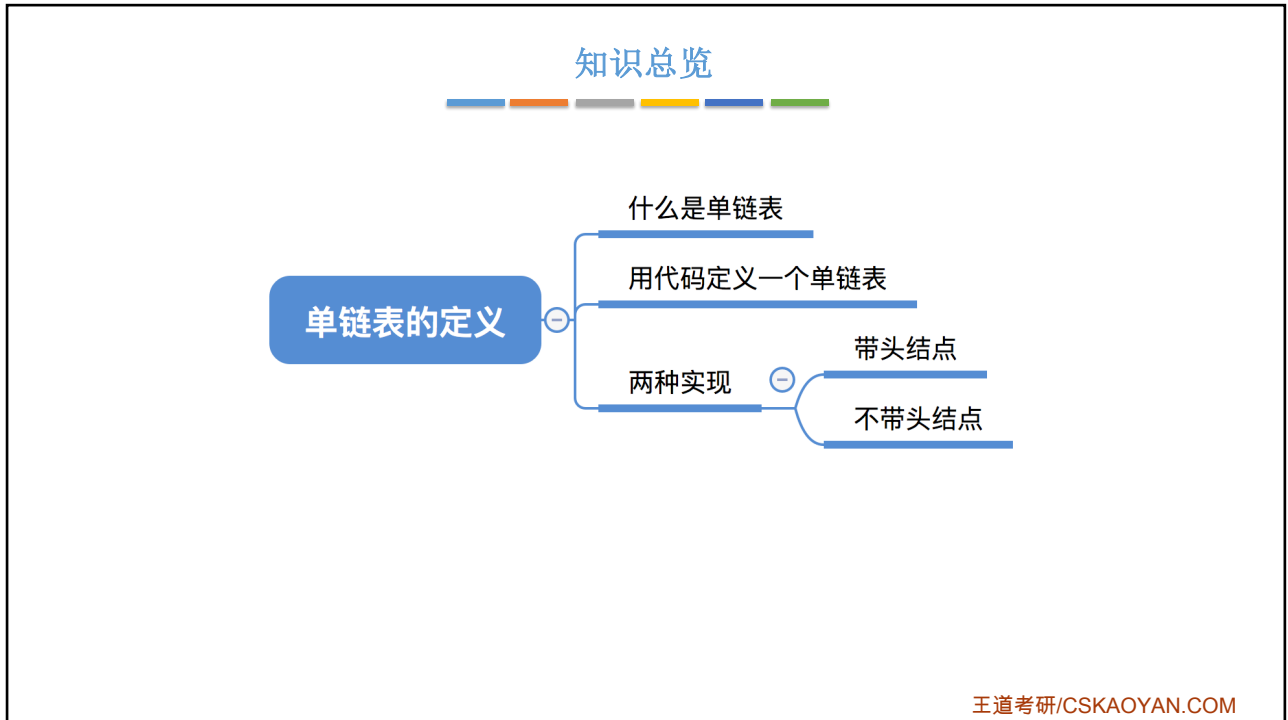 知识总览
什么是单链表
用代码定义一个单链表
单链表的定义
带头结点
两种实现
不带头结点
王道考研/CSKAOYAN.COM